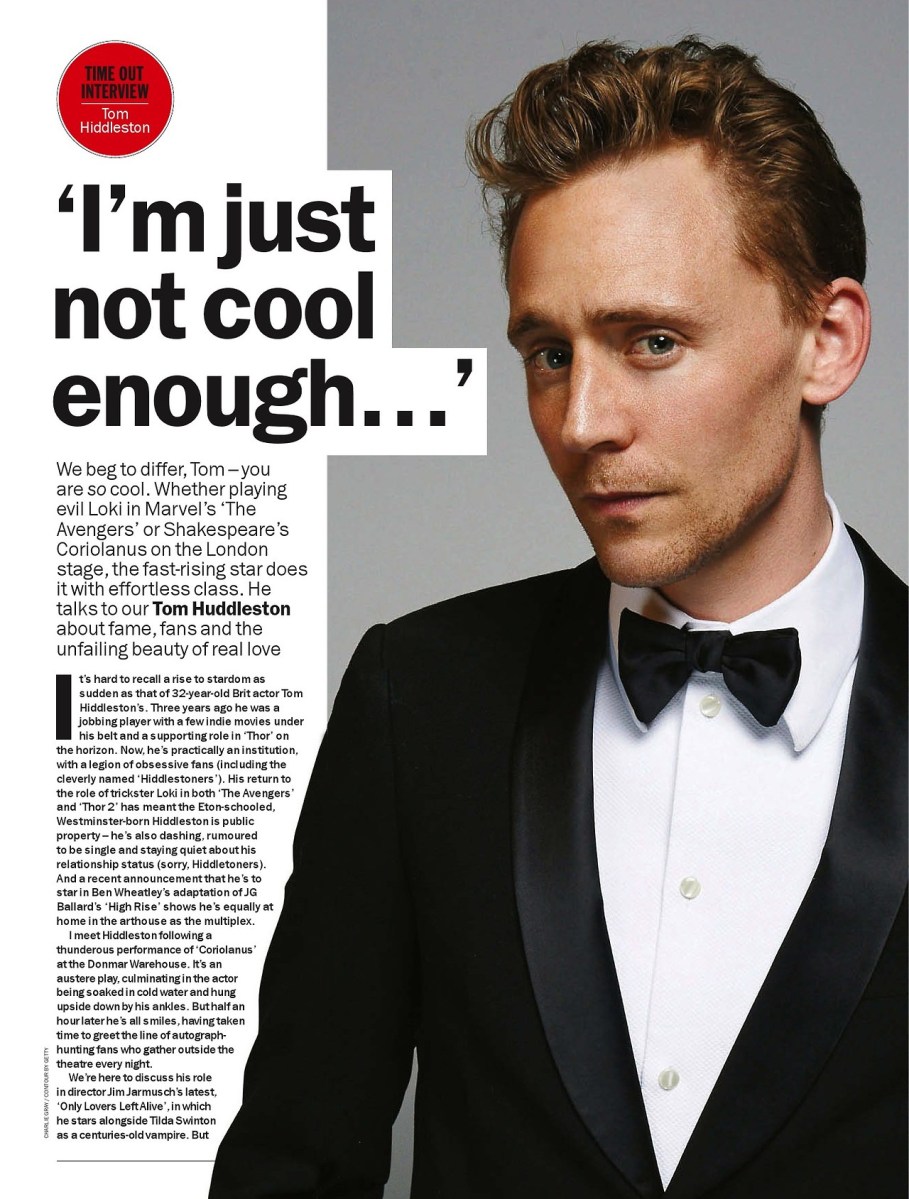 TIME OUT
INTERVIEW
Tom
Hiddleston
‘I’m just
not cool
enough…’
We beg to differ, Tom – you
are so cool. Whether playing
evil Loki in Marvel’s ‘The
Avengers’ or Shakespeare’s
Coriolanus on the London
stage, the fast-rising star does
it with effortless class. He
talks to our Tom Huddleston
about fame, fans and the
unfailing beauty of real love
It’s hard to recall a rise to stardom as
sudden as that of 32-year-old Brit actor Tom
Hiddleston’s. Three years ago he was a
jobbing player with a few indie movies under
his belt and a supporting role in ‘Thor’ on
the horizon. Now, he’s practically an institution,
with a legion of obsessive fans (including the
cleverly named ‘Hiddlestoners’). His return to
the role of trickster Loki in both ‘The Avengers’
and ‘Thor 2’ has meant the Eton-schooled,
Westminster-born Hiddleston is public
property – he’s also dashing, rumoured
to be single and staying quiet about his
relationship status (sorry, Hiddletoners).
And a recent announcement that he’s to
star in Ben Wheatley’s adaptation of JG
Ballard’s ‘High Rise’ shows he’s equally at
home in the arthouse as the multiplex.
I meet Hiddleston following a
thunderous performance of ‘Coriolanus’
at the Donmar Warehouse. It’s an
austere play, culminating in the actor
being soaked in cold water and hung
upside down by his ankles. But half an
hour later he’s all smiles, having taken
time to greet the line of autograph-
hunting fans who gather outside the
theatre every night.
We’re here to discuss his role
in director Jim Jarmusch’s latest,
‘Only Lovers Left Alive’, in which
he stars alongside Tilda Swinton
as a centuries-old vampire. But
CHARLIE GRAY / CONTOUR BY GETTY